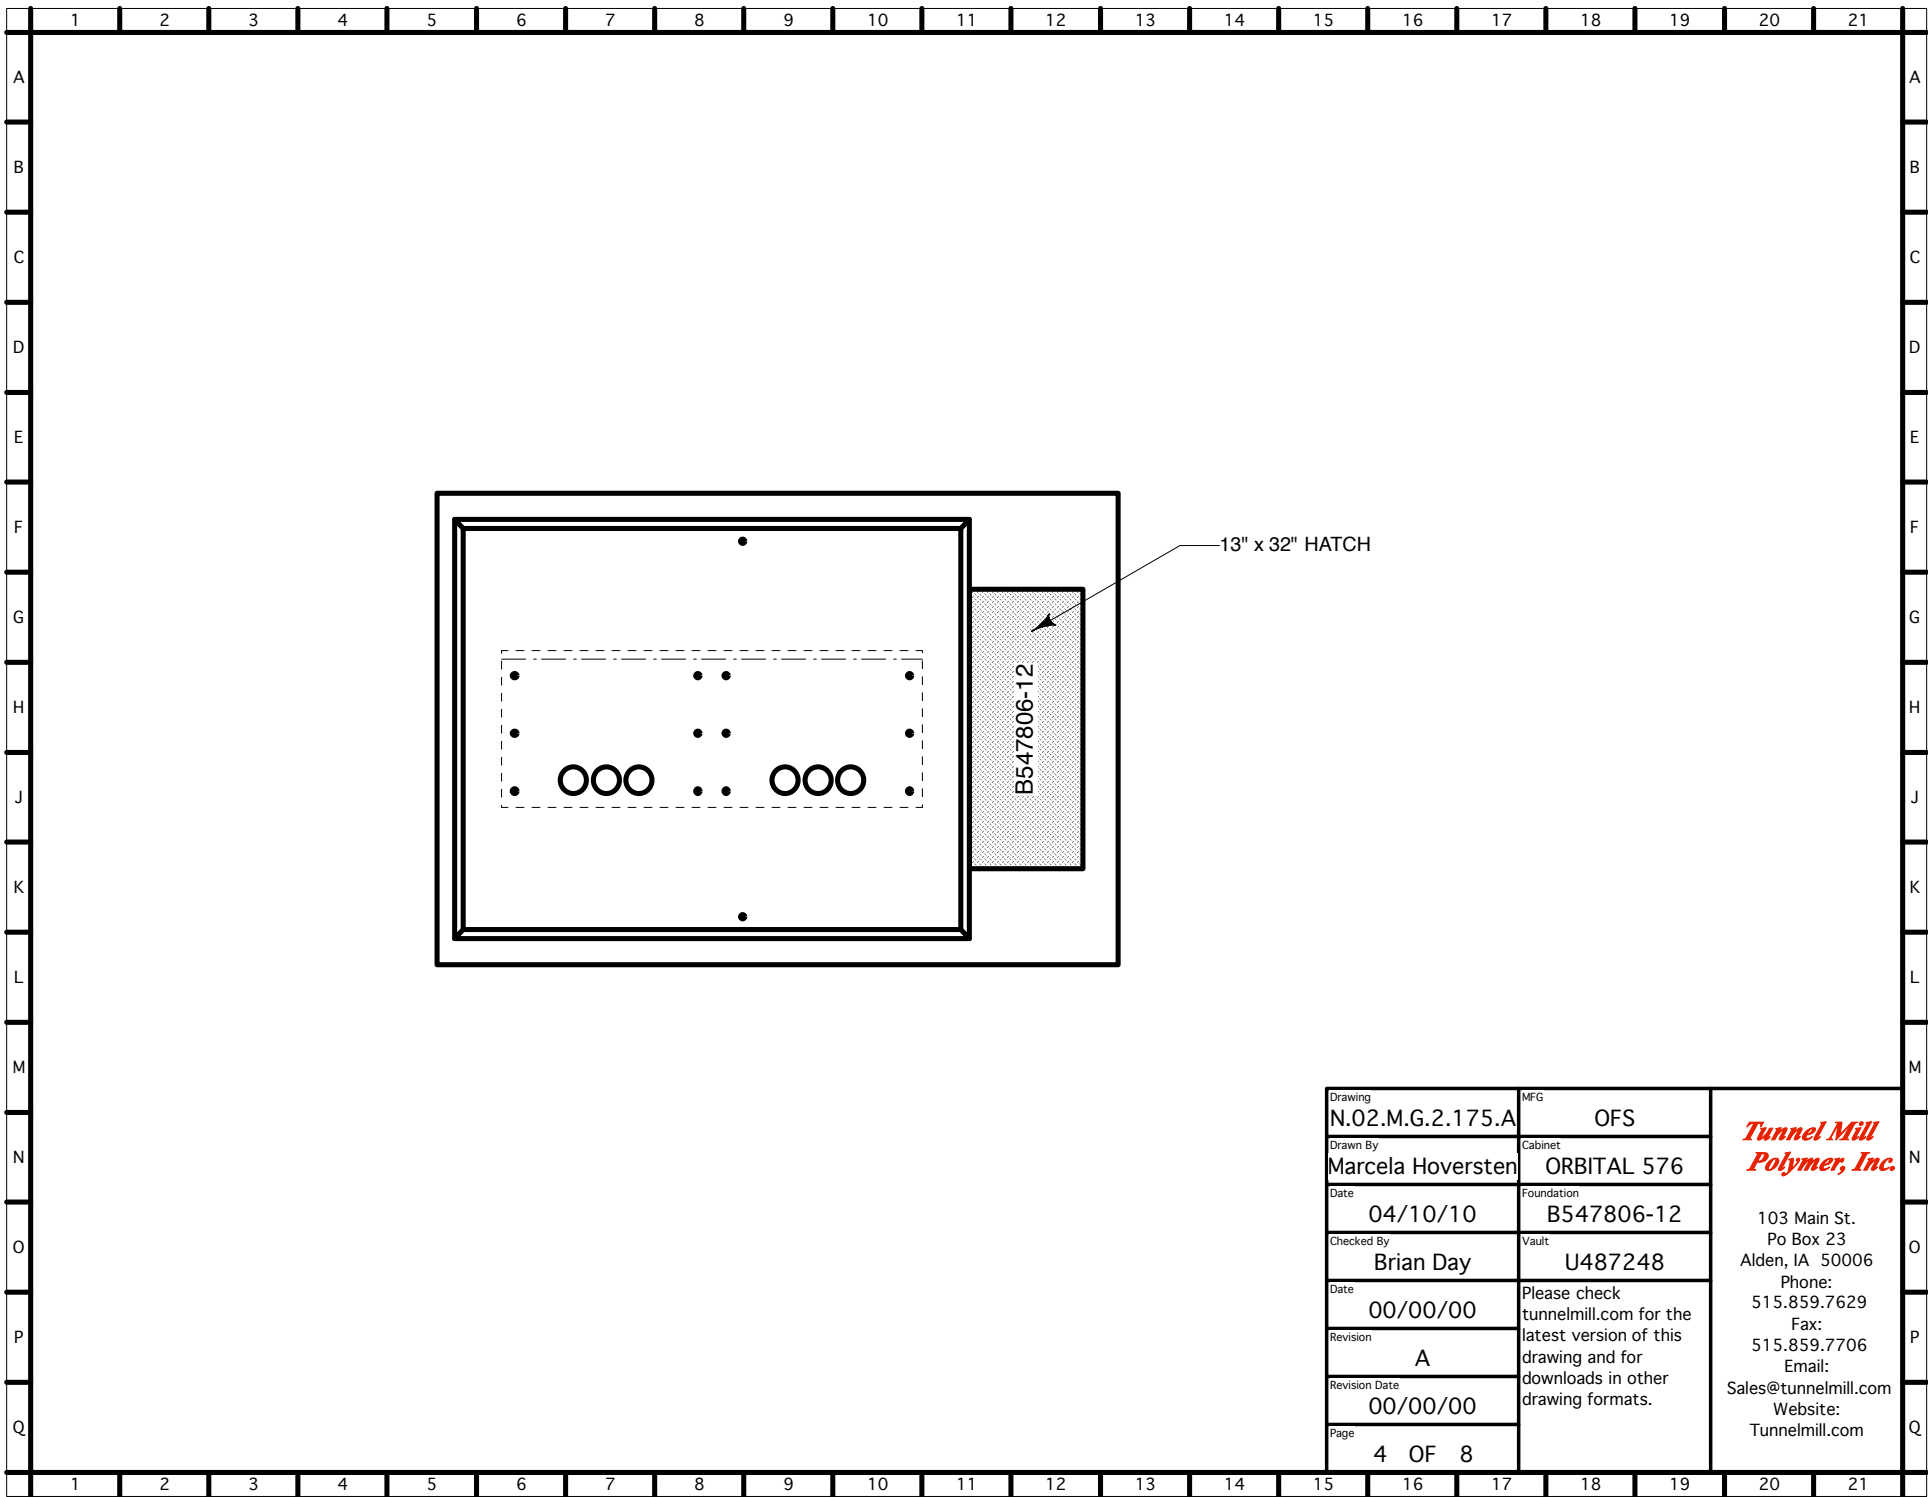 1 2 3 4 5 6 7 8 9 10 11 12 13 14 15 16 17 18 19 20 21
A A
B B
C C
D D
E E
F F
13" x 32" HATCH
G G
B547806-12
H H
J J
K K
L L
M M
N N
O O
P P
Q Q
Drawing
N.02.M.G.2.175.A
MFG
OFS
Drawn By
Marcela Hoversten
Cabinet
ORBITAL 576
Date
04/10/10
Foundation
B547806-12
Checked By
Brian Day
Vault
U487248
Date
00/00/00
Revision
A
Revision Date
00/00/00
Page
4 OF 8
Please check
tunnelmill.com for the
latest version of this
drawing and for
downloads in other
drawing formats.
Tunnel Mill
Polymer, Inc.
103 Main St.
Po Box 23
Alden, IA 50006
Phone:
515.859.7629
Fax:
515.859.7706
Email:
Sales@tunnelmill.com
Website:
Tunnelmill.com
1 2 3 4 5 6 7 8 9 10 11 12 13 14 15 16 17 18 19 20 21